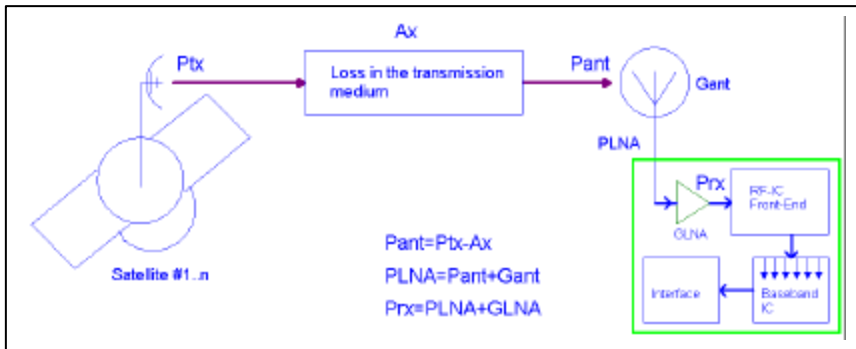 Ax
Ptx
Loss in the transmission
medium
Pant
Gant
PLNA
Prx
RF-IC
Front-End
GLNA
Pant=Ptx-Ax
PLNA=Pant+Gant
Prx=PLNA+GLNA
Satellite #1..n
Interface
Baseband
IC